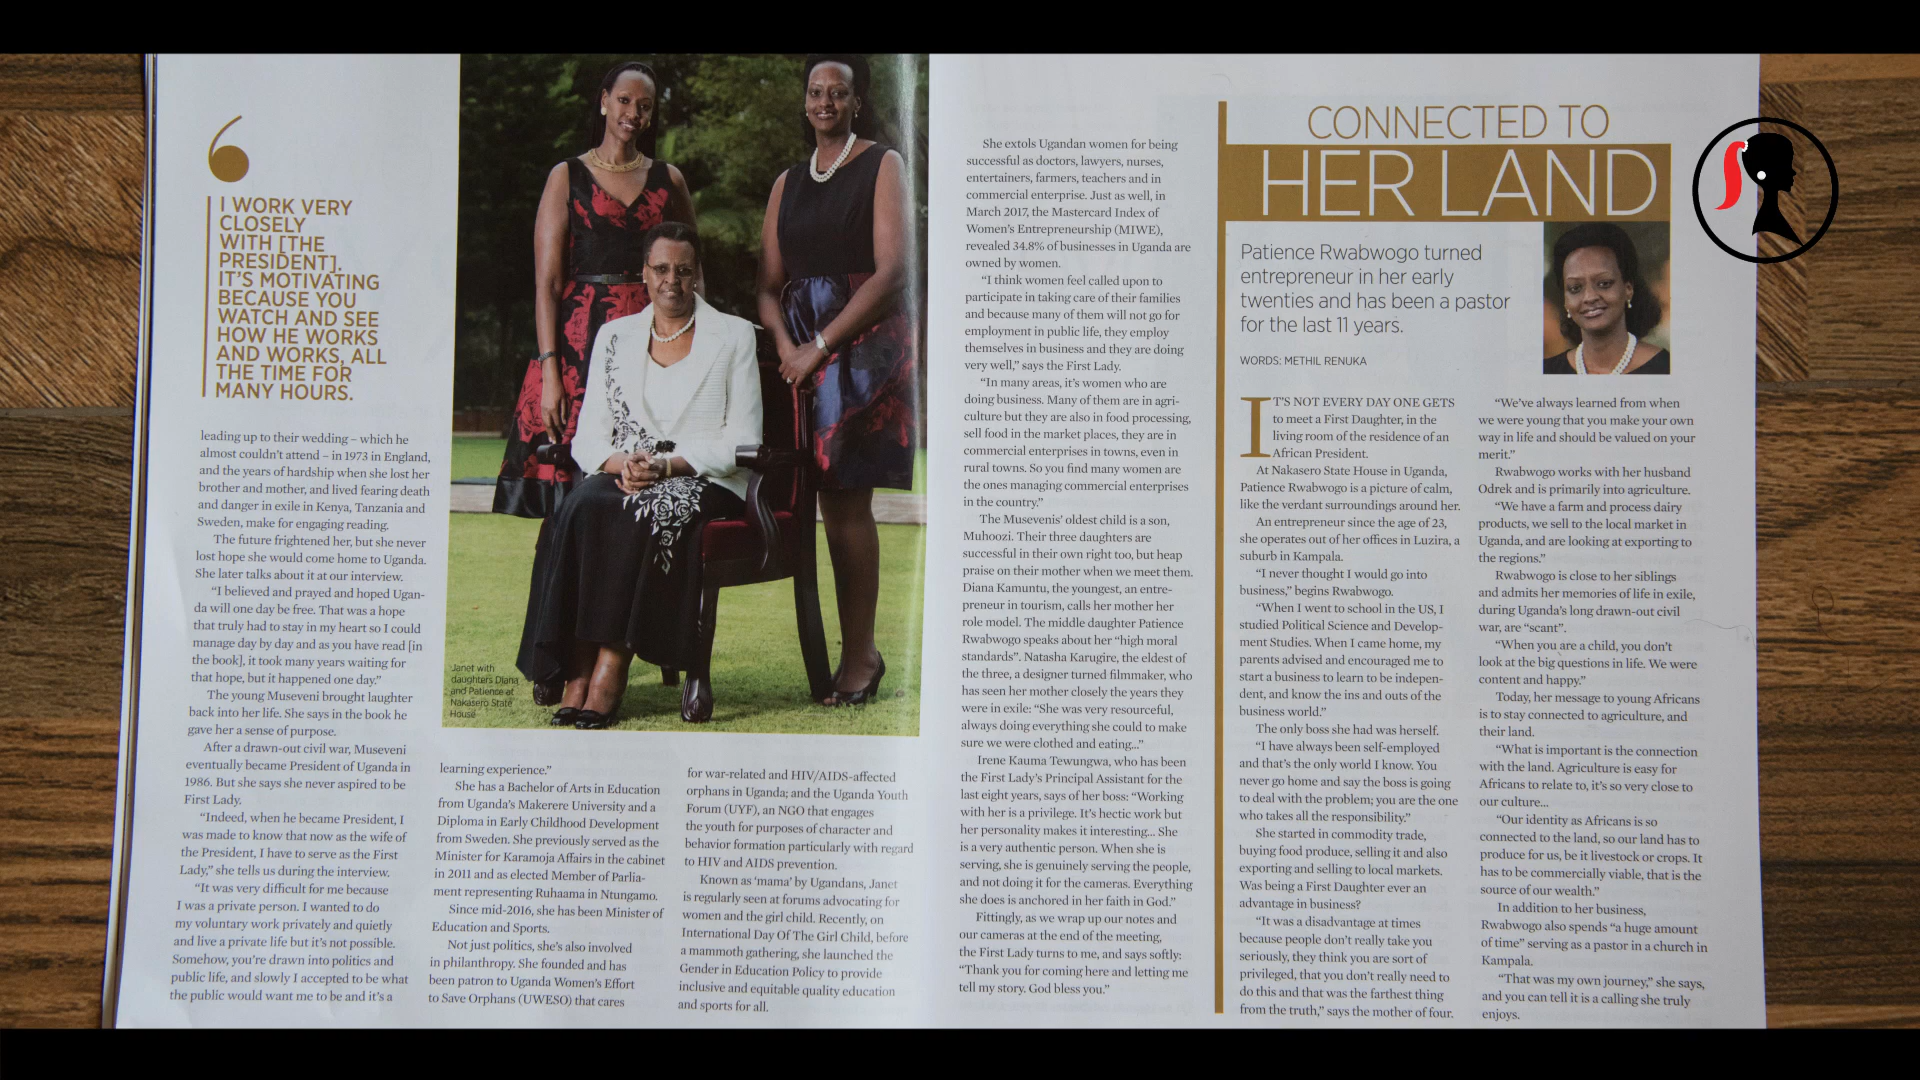 I WORK VERY
CLOSELY
WITH [THE
PRESIDENT].
IT'S MOTIVATING
BECAUSE YOU
WATCH AND SEE
HOW HE WORKS
AND WORKS, ALL
THE TIME FOR
MANY HOURS.
leading up to their wedding – which he
almost couldn't attend – in 1973 in England,
and the years of hardship when she lost her
brother and mother, and lived fearing death
and danger in exile in Kenya, Tanzania and
Sweden, make for engaging reading.
The future frightened her, but she never
lost hope she would come home to Uganda.
She later talks about it at our interview.
"I believed and prayed and hoped Ugan-
da will one day be free. That was a hope
that truly had to stay in my heart so I could
manage day by day and as you have read [in
the book], it took many years waiting for
that hope, but it happened one day."
The young Museveni brought laughter
back into her life. She says in the book he
gave her a sense of purpose.
After a drawn-out civil war, Museveni
eventually became President of Uganda in
1986. But she says she never aspired to be
First Lady.
"Indeed, when he became President, I
was made to know that now as the wife of
the President, I have to serve as the First
Lady," she tells us during the interview.
"It was very difficult for me because
I was a private person. I wanted to do
my voluntary work privately and quietly
and live a private life but it's not possible.
Somehow, you're drawn into politics and
public life, and slowly I accepted to be what
the public would want me to be and it's a
Janet with
daughters Diana
and Patience at
Nakasero State
House
learning experience."
She has a Bachelor of Arts in Education
from Uganda's Makerere University and a
Diploma in Early Childhood Development
from Sweden. She previously served as the
Minister for Karamoja Affairs in the cabinet
in 2011 and as elected Member of Parlia-
ment representing Ruhaama in Ntungamo.
Since mid-2016, she has been Minister of
Education and Sports.
Not just politics, she's also involved
in philanthropy. She founded and has
been patron to Uganda Women's Effort
to Save Orphans (UWESO) that cares
for war-related and HIV/AIDS-affected
orphans in Uganda; and the Uganda Youth
Forum (UYF), an NGO that engages
the youth for purposes of character and
behavior formation particularly with regard
to HIV and AIDS prevention.
Known as 'mama' by Ugandans, Janet
is regularly seen at forums advocating for
women and the girl child. Recently, on
International Day Of The Girl Child, before
a mammoth gathering, she launched the
Gender in Education Policy to provide
inclusive and equitable quality education
and sports for all.
She extols Ugandan women for being
successful as doctors, lawyers, nurses,
entertainers, farmers, teachers and in
commercial enterprise. Just as well, in
March 2017, the Mastercard Index of
Women's Entrepreneurship (MIWE),
revealed 34.8% of businesses in Uganda are
owned by women.
"I think women feel called upon to
participate in taking care of their families
and because many of them will not go for
employment in public life, they employ
themselves in business and they are doing
very well," says the First Lady.
"In many areas, it's women who are
doing business. Many of them are in agri-
culture but they are also in food processing,
sell food in the market places, they are in
commercial enterprises in towns, even in
rural towns. So you find many women are
the ones managing commercial enterprises
in the country."
The Musevenis' oldest child is a son,
Muhoozi. Their three daughters are
successful in their own right too, but heap
praise on their mother when we meet them.
Diana Kamuntu, the youngest, an entre-
preneur in tourism, calls her mother her
role model. The middle daughter Patience
Rwabwogo speaks about her "high moral
standards". Natasha Karugire, the eldest of
the three, a designer turned filmmaker, who
has seen her mother closely the years they
were in exile: "She was very resourceful,
always doing everything she could to make
sure we were clothed and eating..."
Irene Kauma Tewungwa, who has been
the First Lady's Principal Assistant for the
last eight years, says of her boss: "Working
with her is a privilege. It's hectic work but
her personality makes it interesting... She
is a very authentic person. When she is
serving, she is genuinely serving the people,
and not doing it for the cameras. Everything
she does is anchored in her faith in God."
Fittingly, as we wrap up our notes and
our cameras at the end of the meeting,
the First Lady turns to me, and says softly:
"Thank you for coming here and letting me
tell my story. God bless you."
CONNECTED TO
HER LAND
Patience Rwabwogo turned
entrepreneur in her early
twenties and has been a pastor
for the last 11 years.
WORDS: METHIL RENUKA
IT'S NOT EVERY DAY ONE GETS
to meet a First Daughter, in the
living room of the residence of an
African President.
At Nakasero State House in Uganda,
Patience Rwabwogo is a picture of calm,
like the verdant surroundings around her.
An entrepreneur since the age of 23,
she operates out of her offices in Luzira, a
suburb in Kampala.
"I never thought I would go into
business," begins Rwabwogo.
"When I went to school in the US, I
studied Political Science and Develop-
ment Studies. When I came home, my
parents advised and encouraged me to
start a business to learn to be indepen-
dent, and know the ins and outs of the
business world."
The only boss she had was herself.
"I have always been self-employed
and that's the only world I know. You
never go home and say the boss is going
to deal with the problem; you are the one
who takes all the responsibility."
She started in commodity trade,
buying food produce, selling it and also
exporting and selling to local markets.
Was being a First Daughter ever an
advantage in business?
"It was a disadvantage at times
because people don't really take you
seriously, they think you are sort of
privileged, that you don't really need to
do this and that was the farthest thing
from the truth," says the mother of four.
"We've always learned from when
we were young that you make your own
way in life and should be valued on your
merit."
Rwabwogo works with her husband
Odrek and is primarily into agriculture.
"We have a farm and process dairy
products, we sell to the local market in
Uganda, and are looking at exporting to
the regions."
Rwabwogo is close to her siblings
and admits her memories of life in exile,
during Uganda's long drawn-out civil
war, are "scant".
"When you are a child, you don't
look at the big questions in life. We were
content and happy."
Today, her message to young Africans
is to stay connected to agriculture, and
their land.
"What is important is the connection
with the land. Agriculture is easy for
Africans to relate to, it's so very close to
our culture...
"Our identity as Africans is so
connected to the land, so our land has to
produce for us, be it livestock or crops. It
has to be commercially viable, that is the
source of our wealth."
In addition to her business,
Rwabwogo also spends "a huge amount
of time" serving as a pastor in a church in
Kampala.
"That was my own journey," she says,
and you can tell it is a calling she truly
enjoys.